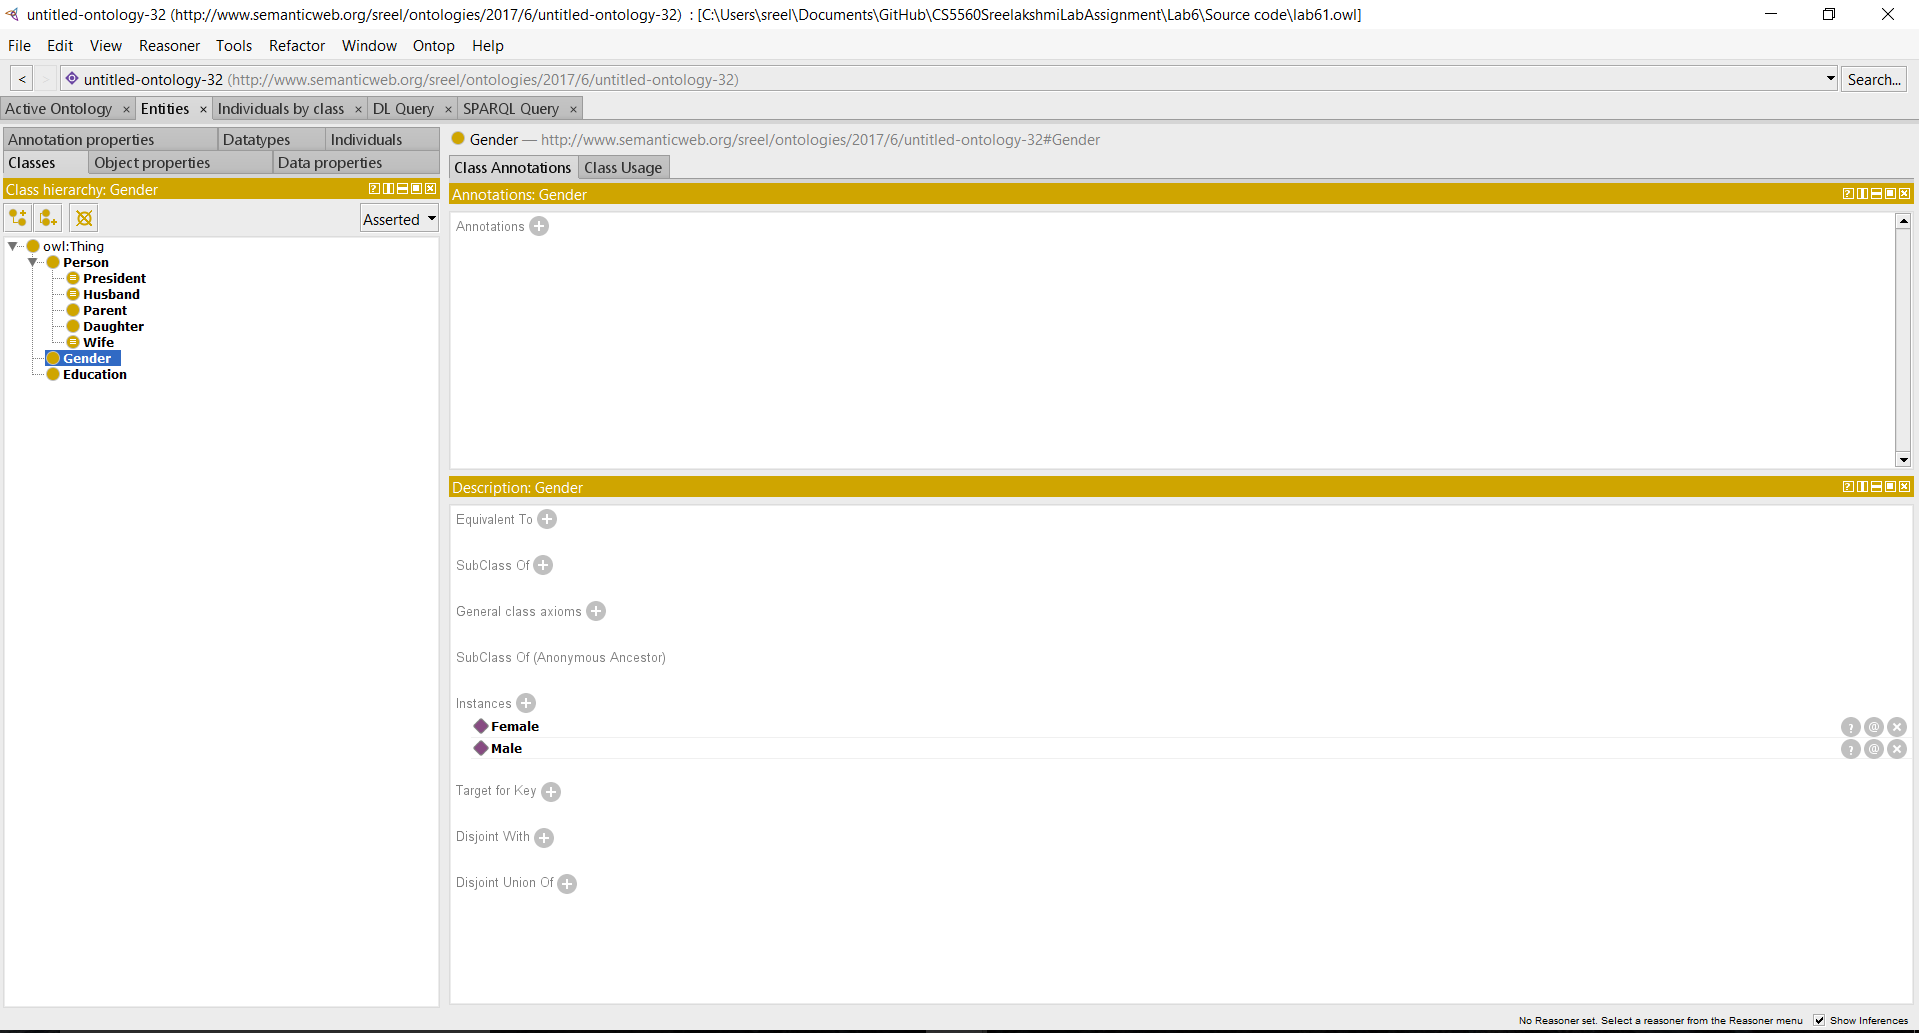 untitled-ontology-32 (http://www.semanticweb.org/sreel/ontologies/2017/6/untitled-ontology-32) : [C:\Users\sreel\Documents\GitHub\CS5560SreelakshmiLabAssignment\Lab6\Source code\lab61.owl]
File Edit View Reasoner Tools Refactor Window Ontop Help
< > untitled-ontology-32 (http://www.semanticweb.org/sreel/ontologies/2017/6/untitled-ontology-32) Search...
Active Ontology × Entities × Individuals by class × DL Query × SPARQL Query ×
Annotation properties Datatypes Individuals
Classes Object properties Data properties
Class hierarchy: Gender
Asserted
owl:Thing
Person
President
Husband
Parent
Daughter
Wife
Gender
Education
Gender — http://www.semanticweb.org/sreel/ontologies/2017/6/untitled-ontology-32#Gender
Class Annotations Class Usage
Annotations: Gender
Annotations
Description: Gender
Equivalent To
SubClass Of
General class axioms
SubClass Of (Anonymous Ancestor)
Instances
Female
Male
Target for Key
Disjoint With
Disjoint Union Of
No Reasoner set. Select a reasoner from the Reasoner menu Show Inferences